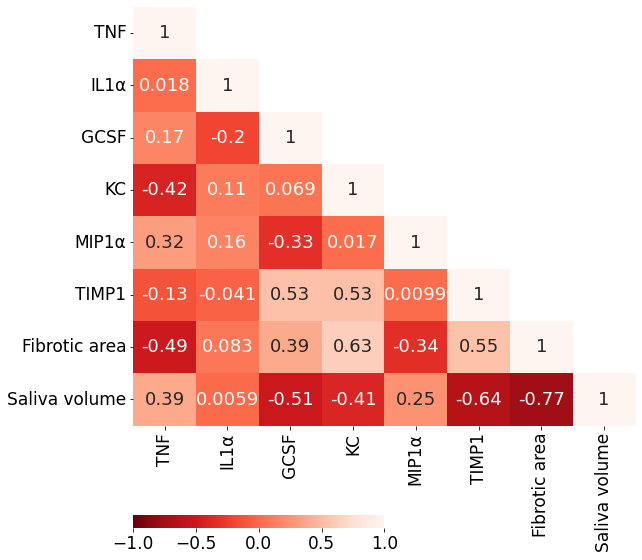 TNF 1
IL1α 0.018 1
GCSF 0.17 -0.2 1
KC -0.42 0.11 0.069 1
MIP1α 0.32 0.16 -0.33 0.017 1
TIMP1 -0.13 -0.041 0.53 0.53 0.0099 1
Fibrotic area -0.49 0.083 0.39 0.63 -0.34 0.55 1
Saliva volume 0.39 0.0059 -0.51 -0.41 0.25 -0.64 -0.77 1
TNF IL1α GCSF KC MIP1α TIMP1 Fibrotic area Saliva volume
−1.0 −0.5 0.0 0.5 1.0